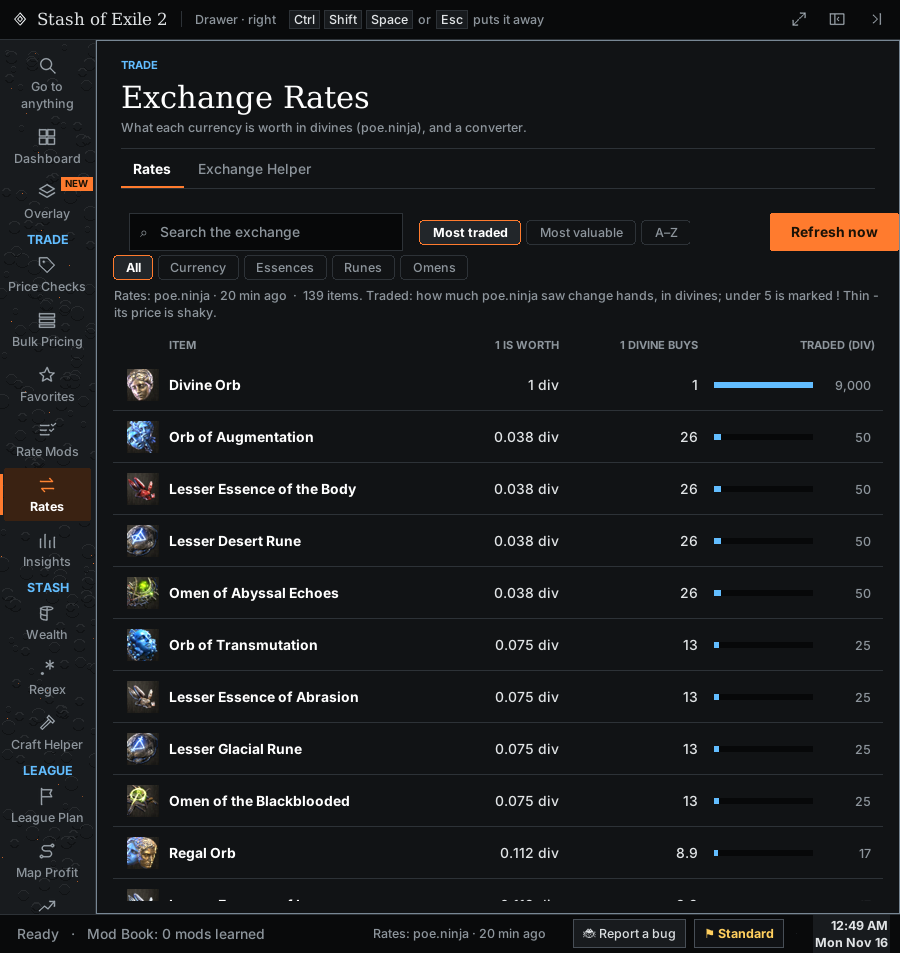 Stash of Exile 2
Drawer · right Ctrl Shift Space or Esc puts it away
Go to
anything
Dashboard
NEW
Overlay
TRADE
Price Checks
Bulk Pricing
Favorites
Rate Mods
Rates
Insights
STASH
Wealth
Regex
Craft Helper
LEAGUE
League Plan
Map Profit
TRADE
Exchange Rates
What each currency is worth in divines (poe.ninja), and a converter.
Rates Exchange Helper
Search the exchange Most traded Most valuable A–Z Refresh now
All Currency Essences Runes Omens
Rates: poe.ninja · 20 min ago · 139 items. Traded: how much poe.ninja saw change hands, in divines; under 5 is marked ! Thin -
its price is shaky.
ITEM 1 IS WORTH 1 DIVINE BUYS TRADED (DIV)
Divine Orb 1 div 1 9,000
Orb of Augmentation 0.038 div 26 50
Lesser Essence of the Body 0.038 div 26 50
Lesser Desert Rune 0.038 div 26 50
Omen of Abyssal Echoes 0.038 div 26 50
Orb of Transmutation 0.075 div 13 25
Lesser Essence of Abrasion 0.075 div 13 25
Lesser Glacial Rune 0.075 div 13 25
Omen of the Blackblooded 0.075 div 13 25
Regal Orb 0.112 div 8.9 17
Ready · Mod Book: 0 mods learned Rates: poe.ninja · 20 min ago Report a bug Standard
12:49 AM
Mon Nov 16